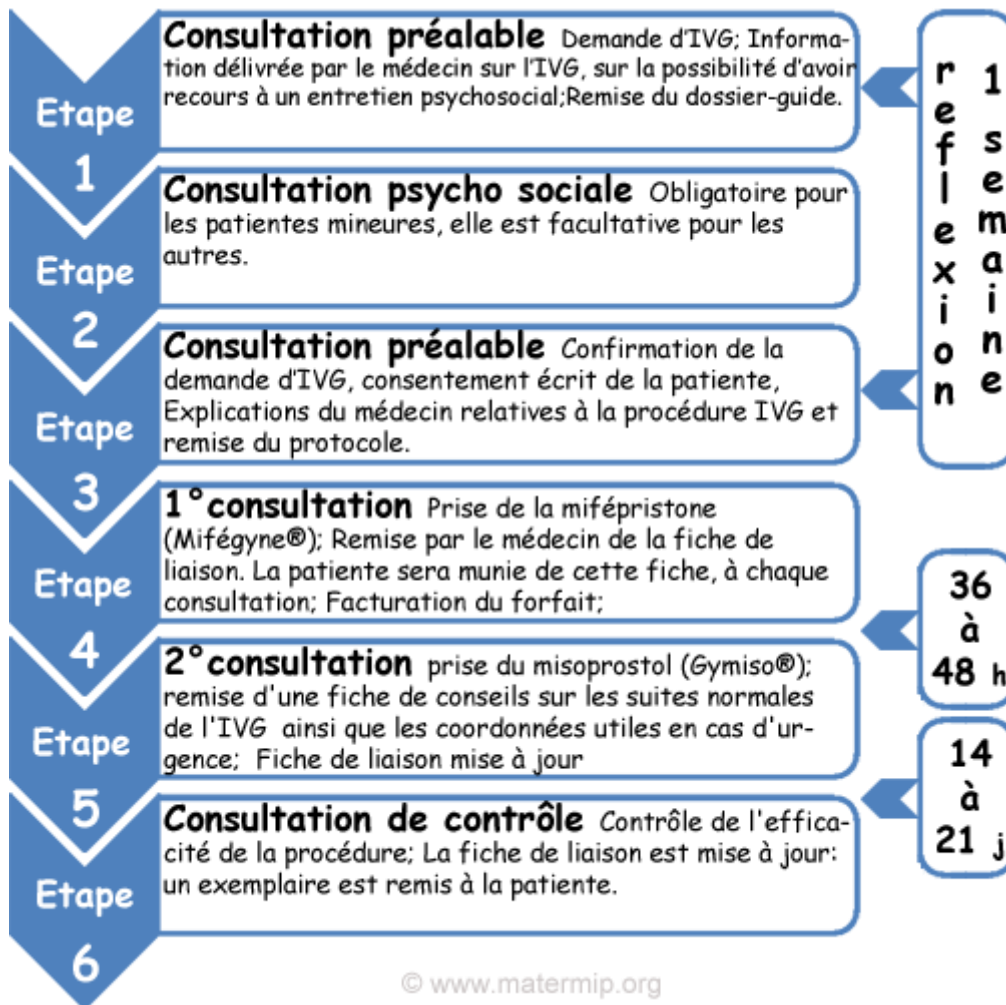 Consultation préalable Demande d'IVG; Informa-
tion délivrée par le médecin sur l'IVG, sur la possibilité d'avoir
recours à un entretien psychosocial;Remise du dossier-guide.
Etape
1
Consultation psycho sociale Obligatoire pour
les patientes mineures, elle est facultative pour les
autres.
Etape
2
Consultation préalable Confirmation de la
demande d'IVG, consentement écrit de la patiente,
Explications du médecin relatives à la procédure IVG et
remise du protocole.
Etape
3
reflexion
1 semaine
1°consultation Prise de la mifépristone
(Mifégyne®); Remise par le médecin de la fiche de
liaison. La patiente sera munie de cette fiche, à chaque
consultation; Facturation du forfait;
Etape
4
36
à
48 h
2°consultation prise du misoprostol (Gymiso®);
remise d'une fiche de conseils sur les suites normales
de l'IVG ainsi que les coordonnées utiles en cas d'ur-
gence; Fiche de liaison mise à jour
Etape
5
14
à
21 j
Consultation de contrôle Contrôle de l'effica-
cité de la procédure; La fiche de liaison est mise à jour:
un exemplaire est remis à la patiente.
Etape
6
© www.matermip.org